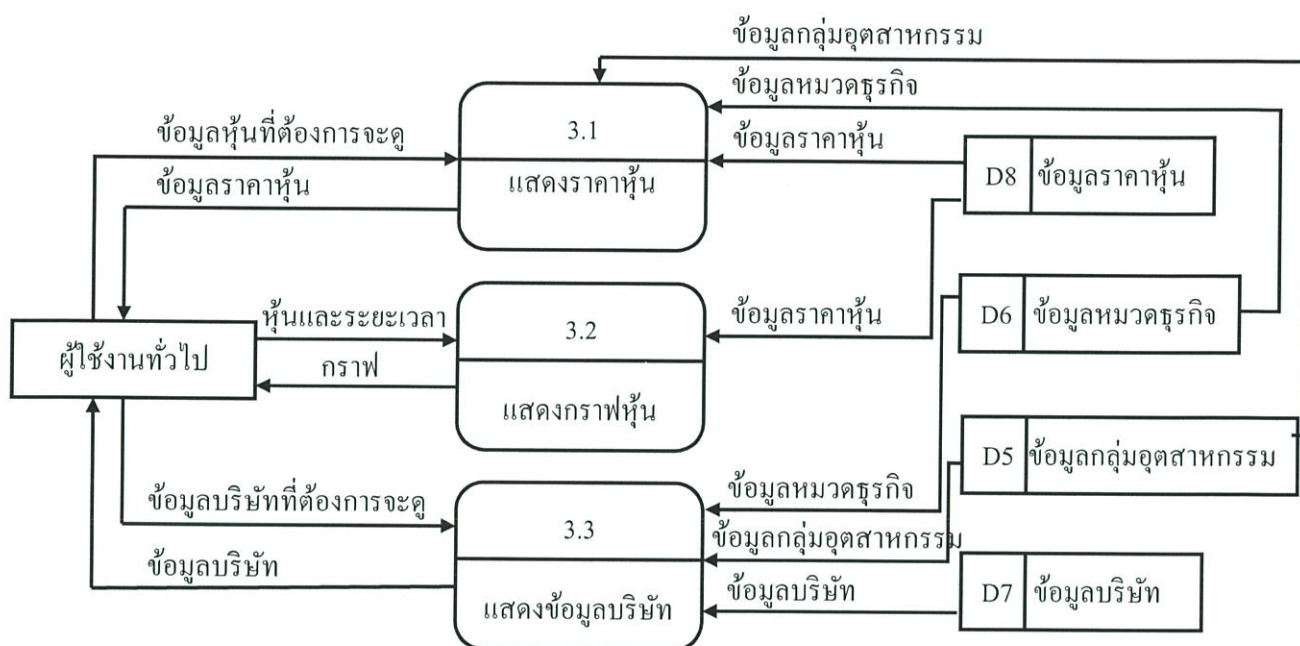 ข้อมูลกลุ่มอุตสาหกรรม
ข้อมูลหมวดธุรกิจ
ข้อมูลหุ้นที่ต้องการจะดู
3.1
ข้อมูลราคาหุ้น
D8 ข้อมูลราคาหุ้น
ข้อมูลราคาหุ้น
แสดงราคาหุ้น
หุ้นและระยะเวลา
3.2
ข้อมูลราคาหุ้น
D6 ข้อมูลหมวดธุรกิจ
ผู้ใช้งานทั่วไป
กราฟ
แสดงกราฟหุ้น
D5 ข้อมูลกลุ่มอุตสาหกรรม
ข้อมูลบริษัทที่ต้องการจะดู
3.3
ข้อมูลหมวดธุรกิจ
ข้อมูลกลุ่มอุตสาหกรรม
ข้อมูลบริษัท
แสดงข้อมูลบริษัท
ข้อมูลบริษัท
D7 ข้อมูลบริษัท